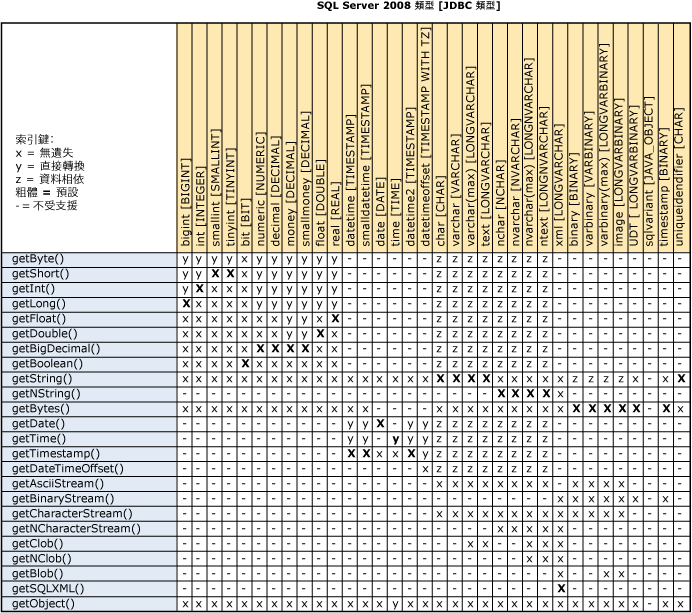 SQL Server 2008 類型 [JDBC 類型]
索引鍵:
x = 無遺失
y = 直接轉換
z = 資料相依
粗體 = 預設
- = 不受支援
bigint [BIGINT]
int [INTEGER]
smallint [SMALLINT]
tinyint [TINYINT]
bit [BIT]
numeric [NUMERIC]
decimal [DECIMAL]
money [DECIMAL]
smallmoney [DECIMAL]
float [DOUBLE]
real [REAL]
datetime [TIMESTAMP]
smalldatetime [TIMESTAMP]
date [DATE]
time [TIME]
datetime2 [TIMESTAMP]
datetimeoffset [TIMESTAMP WITH TZ]
char [CHAR]
varchar [VARCHAR]
varchar(max) [LONGVARCHAR]
text [LONGVARCHAR]
nchar [NCHAR]
nvarchar [NVARCHAR]
nvarchar(max) [LONGNVARCHAR]
ntext [LONGNVARCHAR]
xml [LONGVARCHAR]
binary [BINARY]
varbinary [VARBINARY]
varbinary(max) [LONGVARBINARY]
image [LONGVARBINARY]
UDT [LONGVARBINARY]
sqlvariant [JAVA_OBJECT]
timestamp [BINARY]
uniqueidendifier [CHAR]
getByte() y y y y x y y y y y y - - - - - - z z z z z z z z - - - - - - - - -
getShort() y y x x x y y y y y y - - - - - - z z z z z z z z - - - - - - - - -
getInt() y x x x x y y y y y y - - - - - - z z z z z z z z - - - - - - - - -
getLong() x x x x x y y y y y y - - - - - - z z z z z z z z - - - - - - - - -
getFloat() x x x x x x x y y x x - - - - - - z z z z z z z z - - - - - - - - -
getDouble() x x x x x x x y y x x - - - - - - z z z z z z z z - - - - - - - - -
getBigDecimal() x x x x x x x x x x x - - - - - - z z z z z z z z - - - - - - - - -
getBoolean() x x x x x x x x x x x - - - - - - z z z z z z z z - - - - - - - - -
getString() x x x x x x x x x x x x x x x x x x x x x x x x x x z z z z x - x x
getNString() - - - - - - - - - - - - - - - - - z z z z x x x x x - - - - - - - -
getBytes() x x x x x x x x x x x x x - - - - x x x x x x x x x x x x x x - x x
getDate() - - - - - - - - - - - y y x - y y z z z z z z z z - - - - - - - - -
getTime() - - - - - - - - - - - y y - y y y z z z z z z z z - - - - - - - - -
getTimestamp() - - - - - - - - - - - x x x y x y z z z z z z z z - - - - - - - - -
getDateTimeOffset() - - - - - - - - - - - - - - - - x z z z z z z z z - - - - - - - - -
getAsciiStream() - - - - - - - - - - - - - - - - - x x x x x x x x - x x x x - - - -
getBinaryStream() - - - - - - - - - - - - - - - - - - - - - - - - - x x x x x x - x -
getCharacterStream() - - - - - - - - - - - - - - - - - x x x x x x x x x x x x x - - - -
getNCharacterStream() - - - - - - - - - - - - - - - - - - - - - x x x x x - - - - - - - -
getClob() - - - - - - - - - - - - - - - - - - - x x - - x x x - - - - - - - -
getNClob() - - - - - - - - - - - - - - - - - - - - - - - x x x - - - - - - - -
getBlob() - - - - - - - - - - - - - - - - - - - - - - - - - x - - x x - - - -
getSQLXML() - - - - - - - - - - - - - - - - - - - - - - - - - x - - - - - - - -
getObject() x x x x x x x x x x x x x x y x x x x x x x x x x x x x x x x - x x